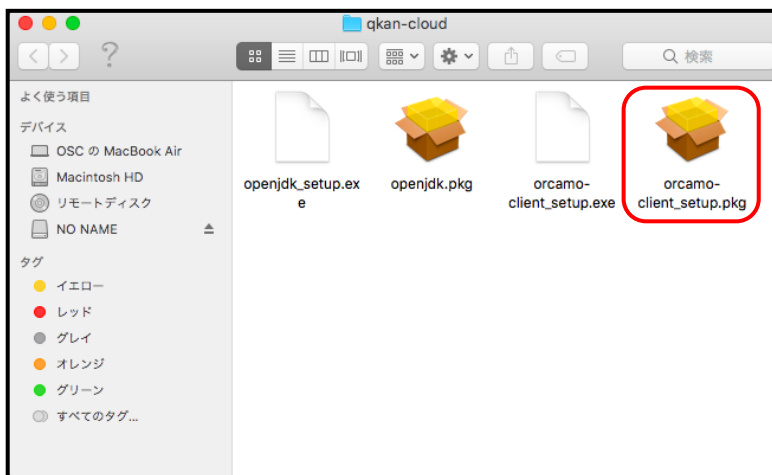 qkan-cloud
検索
よく使う項目
デバイス
OSC の MacBook Air
Macintosh HD
リモートディスク
NO NAME
タグ
イエロー
レッド
グレイ
オレンジ
グリーン
すべてのタグ...
openjdk_setup.ex
e
openjdk.pkg
orcamo-
client_setup.exe
orcamo-
client_setup.pkg